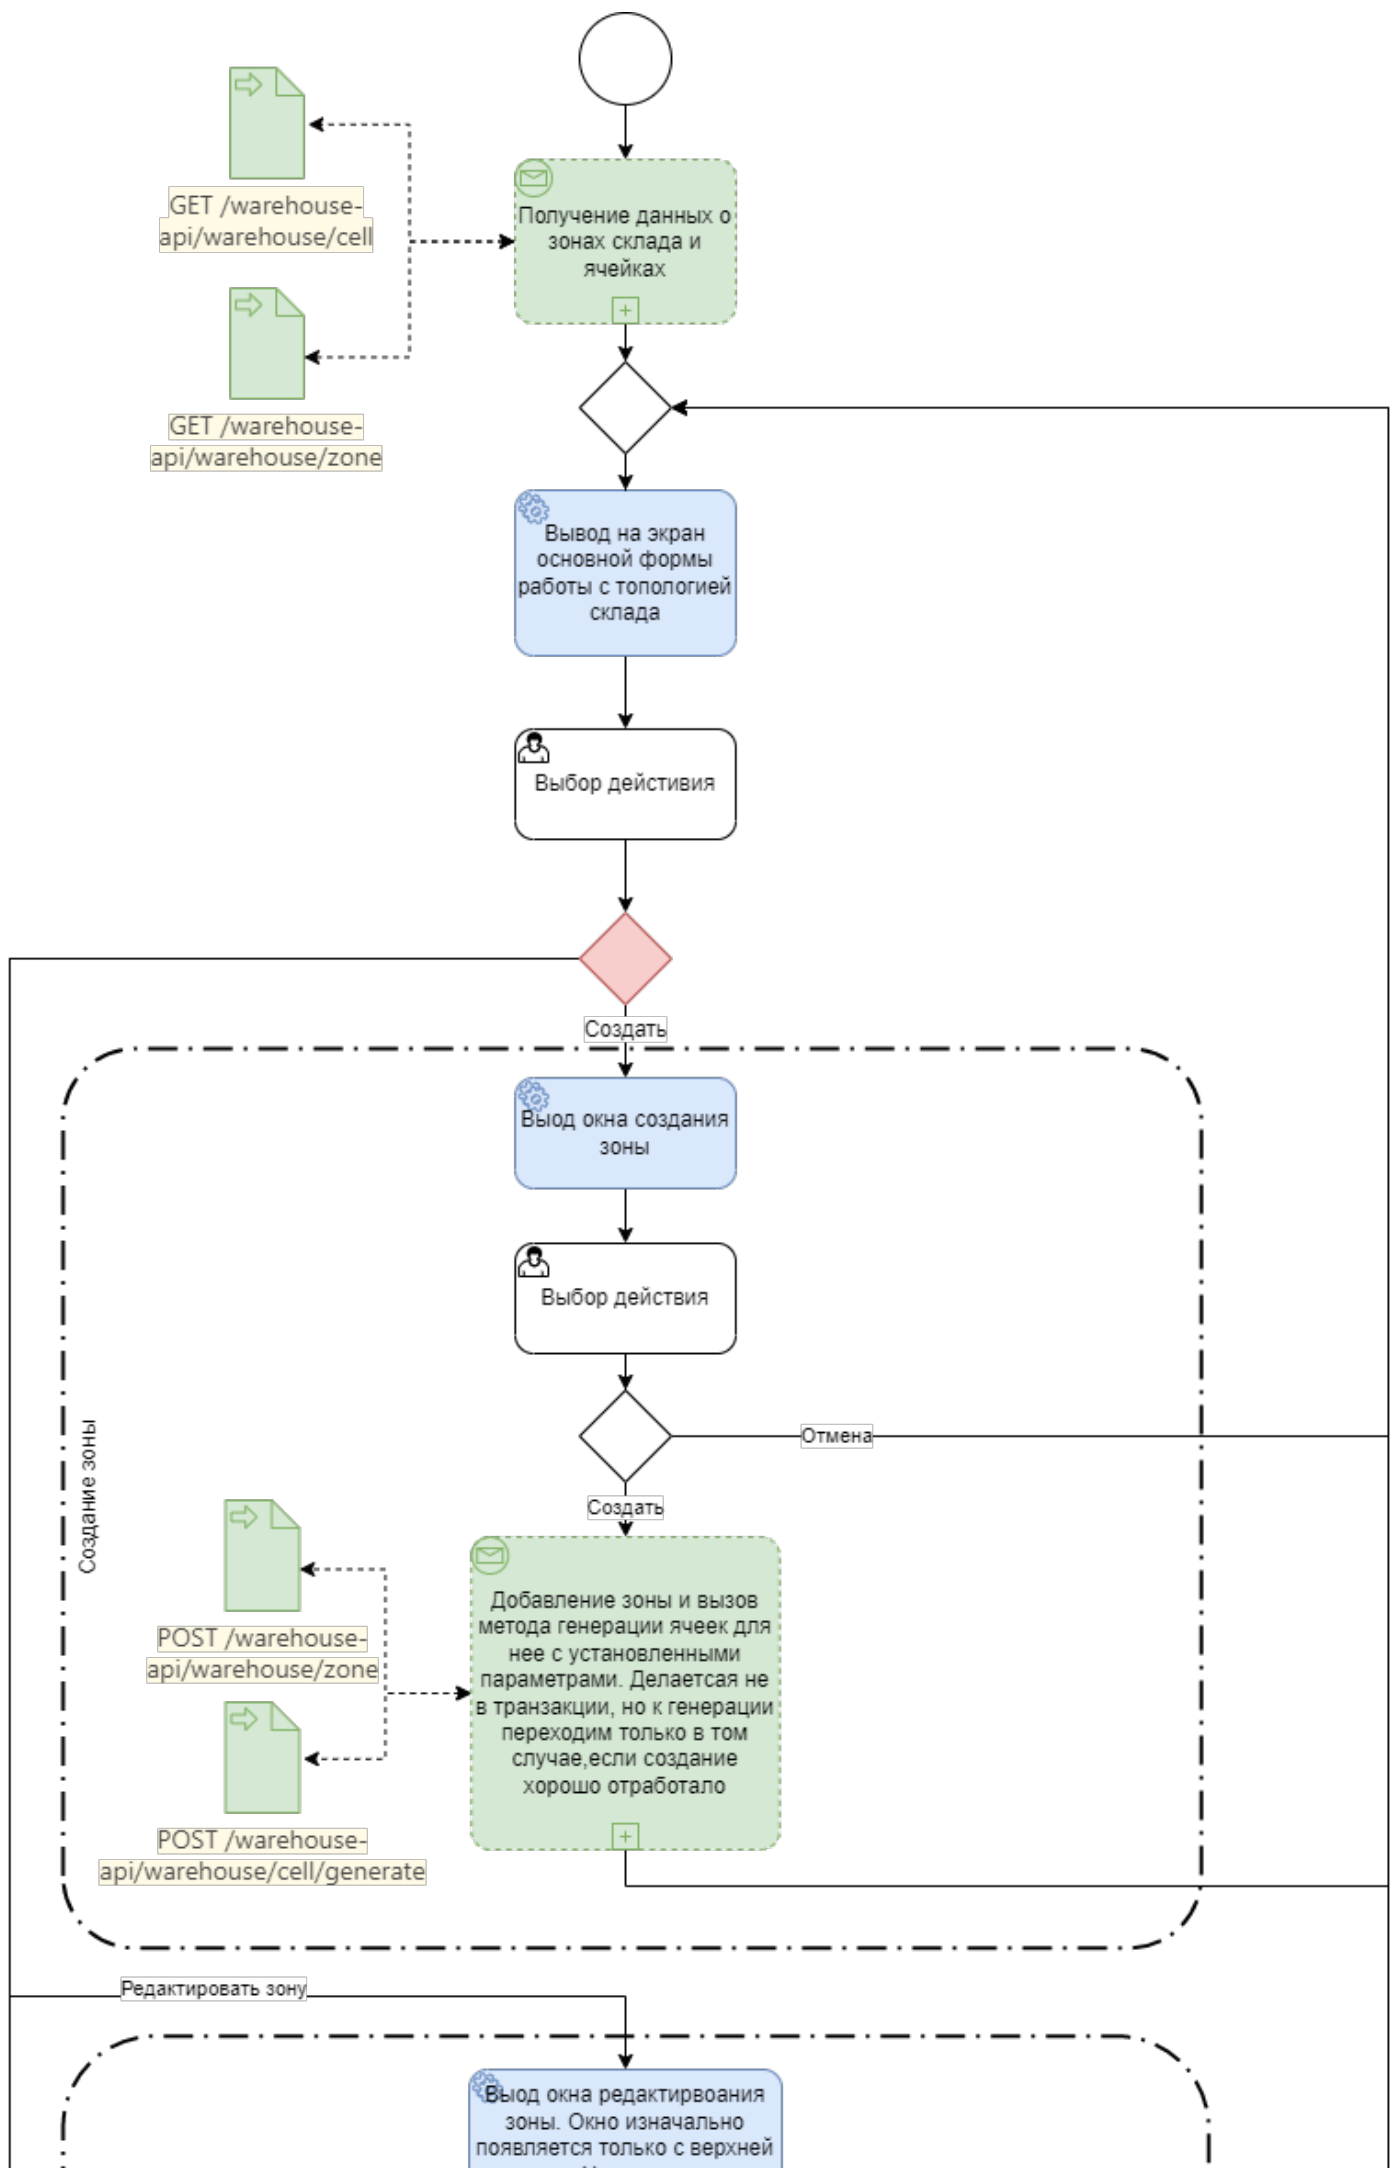 GET /warehouse-
api/warehouse/cell
Получение данных о
зонах склада и
ячейках
GET /warehouse-
api/warehouse/zone
Вывод на экран
основной формы
работы с топологией
склада
Выбор дейстивия
Создать
Выод окна создания
зоны
Выбор действия
Отмена
Создание зоны
Создать
Добавление зоны и вызов
метода генерации ячеек для
нее с установленными
параметрами. Делаетсая не
в транзакции, но к генерации
переходим только в том
случае,если создание
хорошо отработало
POST /warehouse-
api/warehouse/zone
POST /warehouse-
api/warehouse/cell/generate
Редактировать зону
Выод окна редактирвоания
зоны. Окно изначально
появляется только с верхней